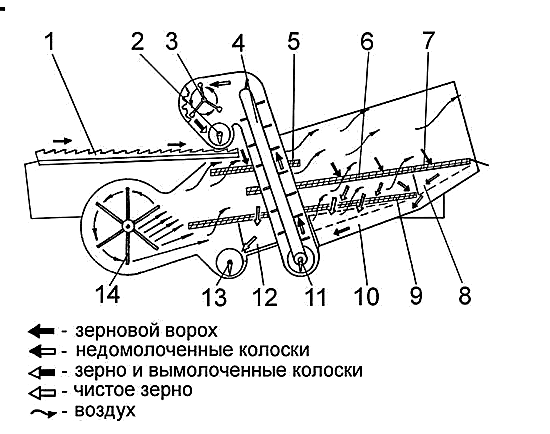 1 2 3 4 5 6 7
14 13 12 11 10 9 8
- зерновой ворох
- недомолоченные колоски
- зерно и вымолоченные колоски
- чистое зерно
- воздух